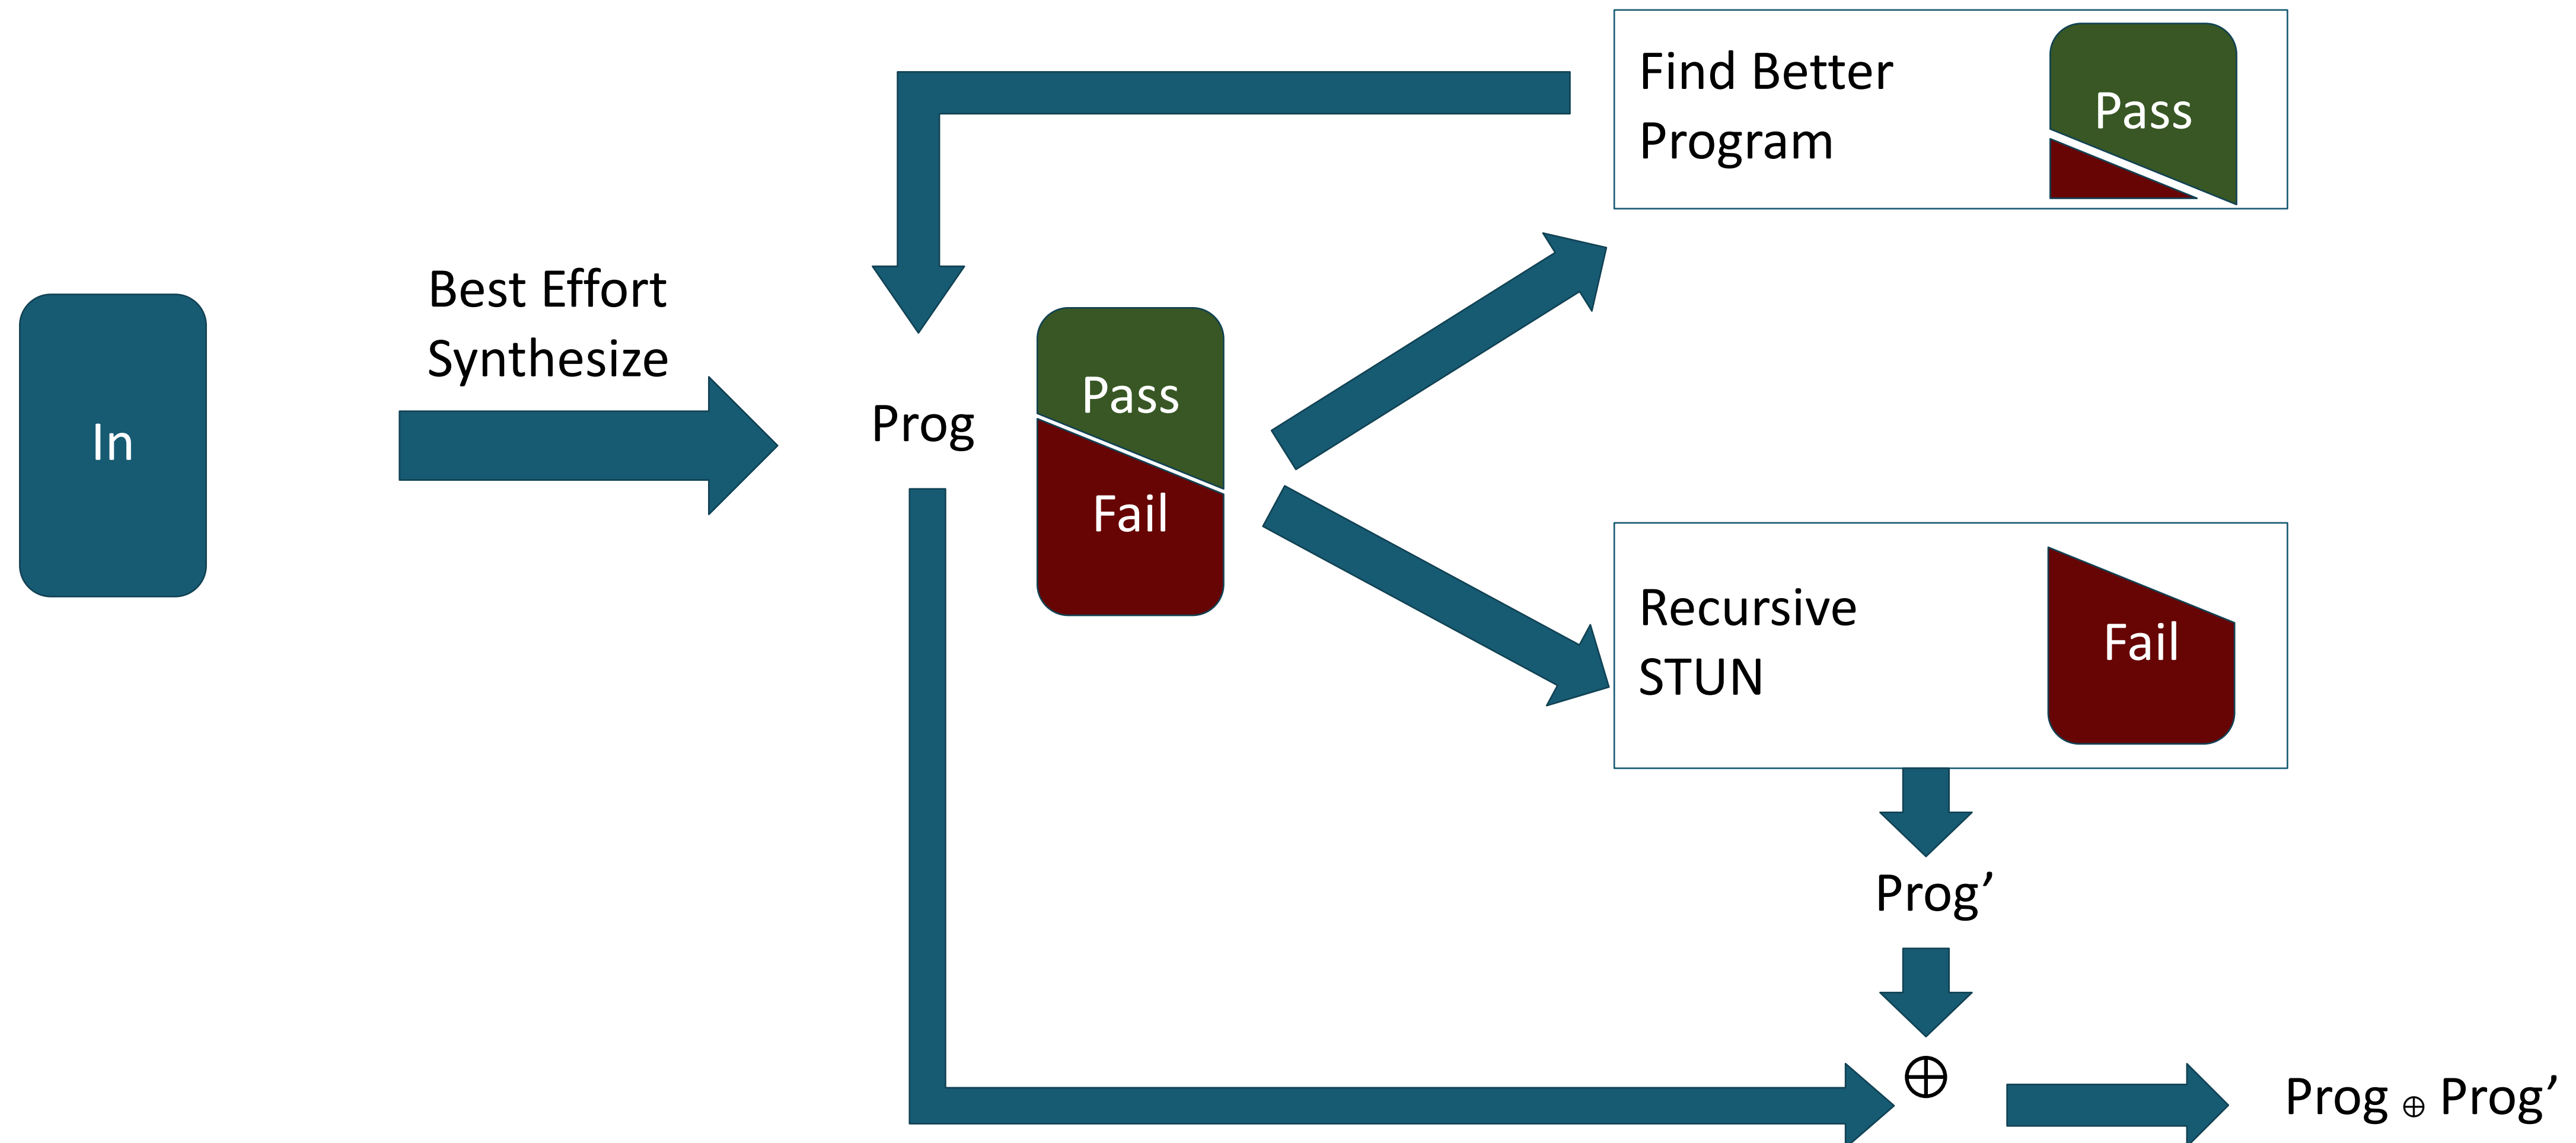 Find Better
Program
Pass
Best Effort
Synthesize
In
Prog
Pass
Fail
Recursive
STUN
Fail
Prog’
⊕
Prog ⊕ Prog’